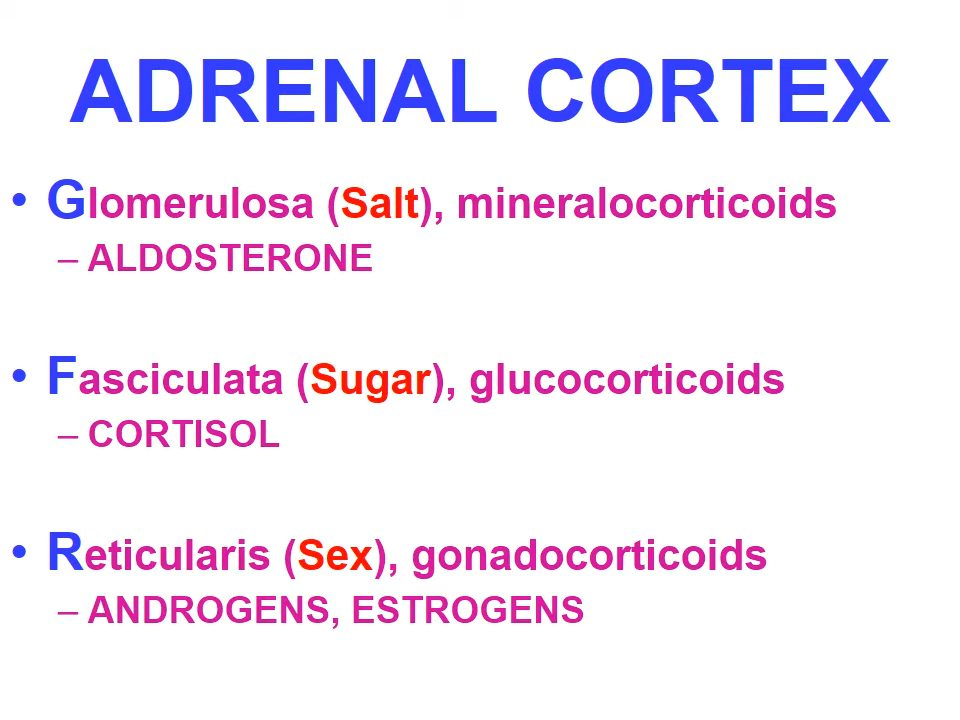 ADRENAL CORTEX
• Glomerulosa (Salt), mineralocorticoids
– ALDOSTERONE
• Fasciculata (Sugar), glucocorticoids
– CORTISOL
• Reticularis (Sex), gonadocorticoids
– ANDROGENS, ESTROGENS